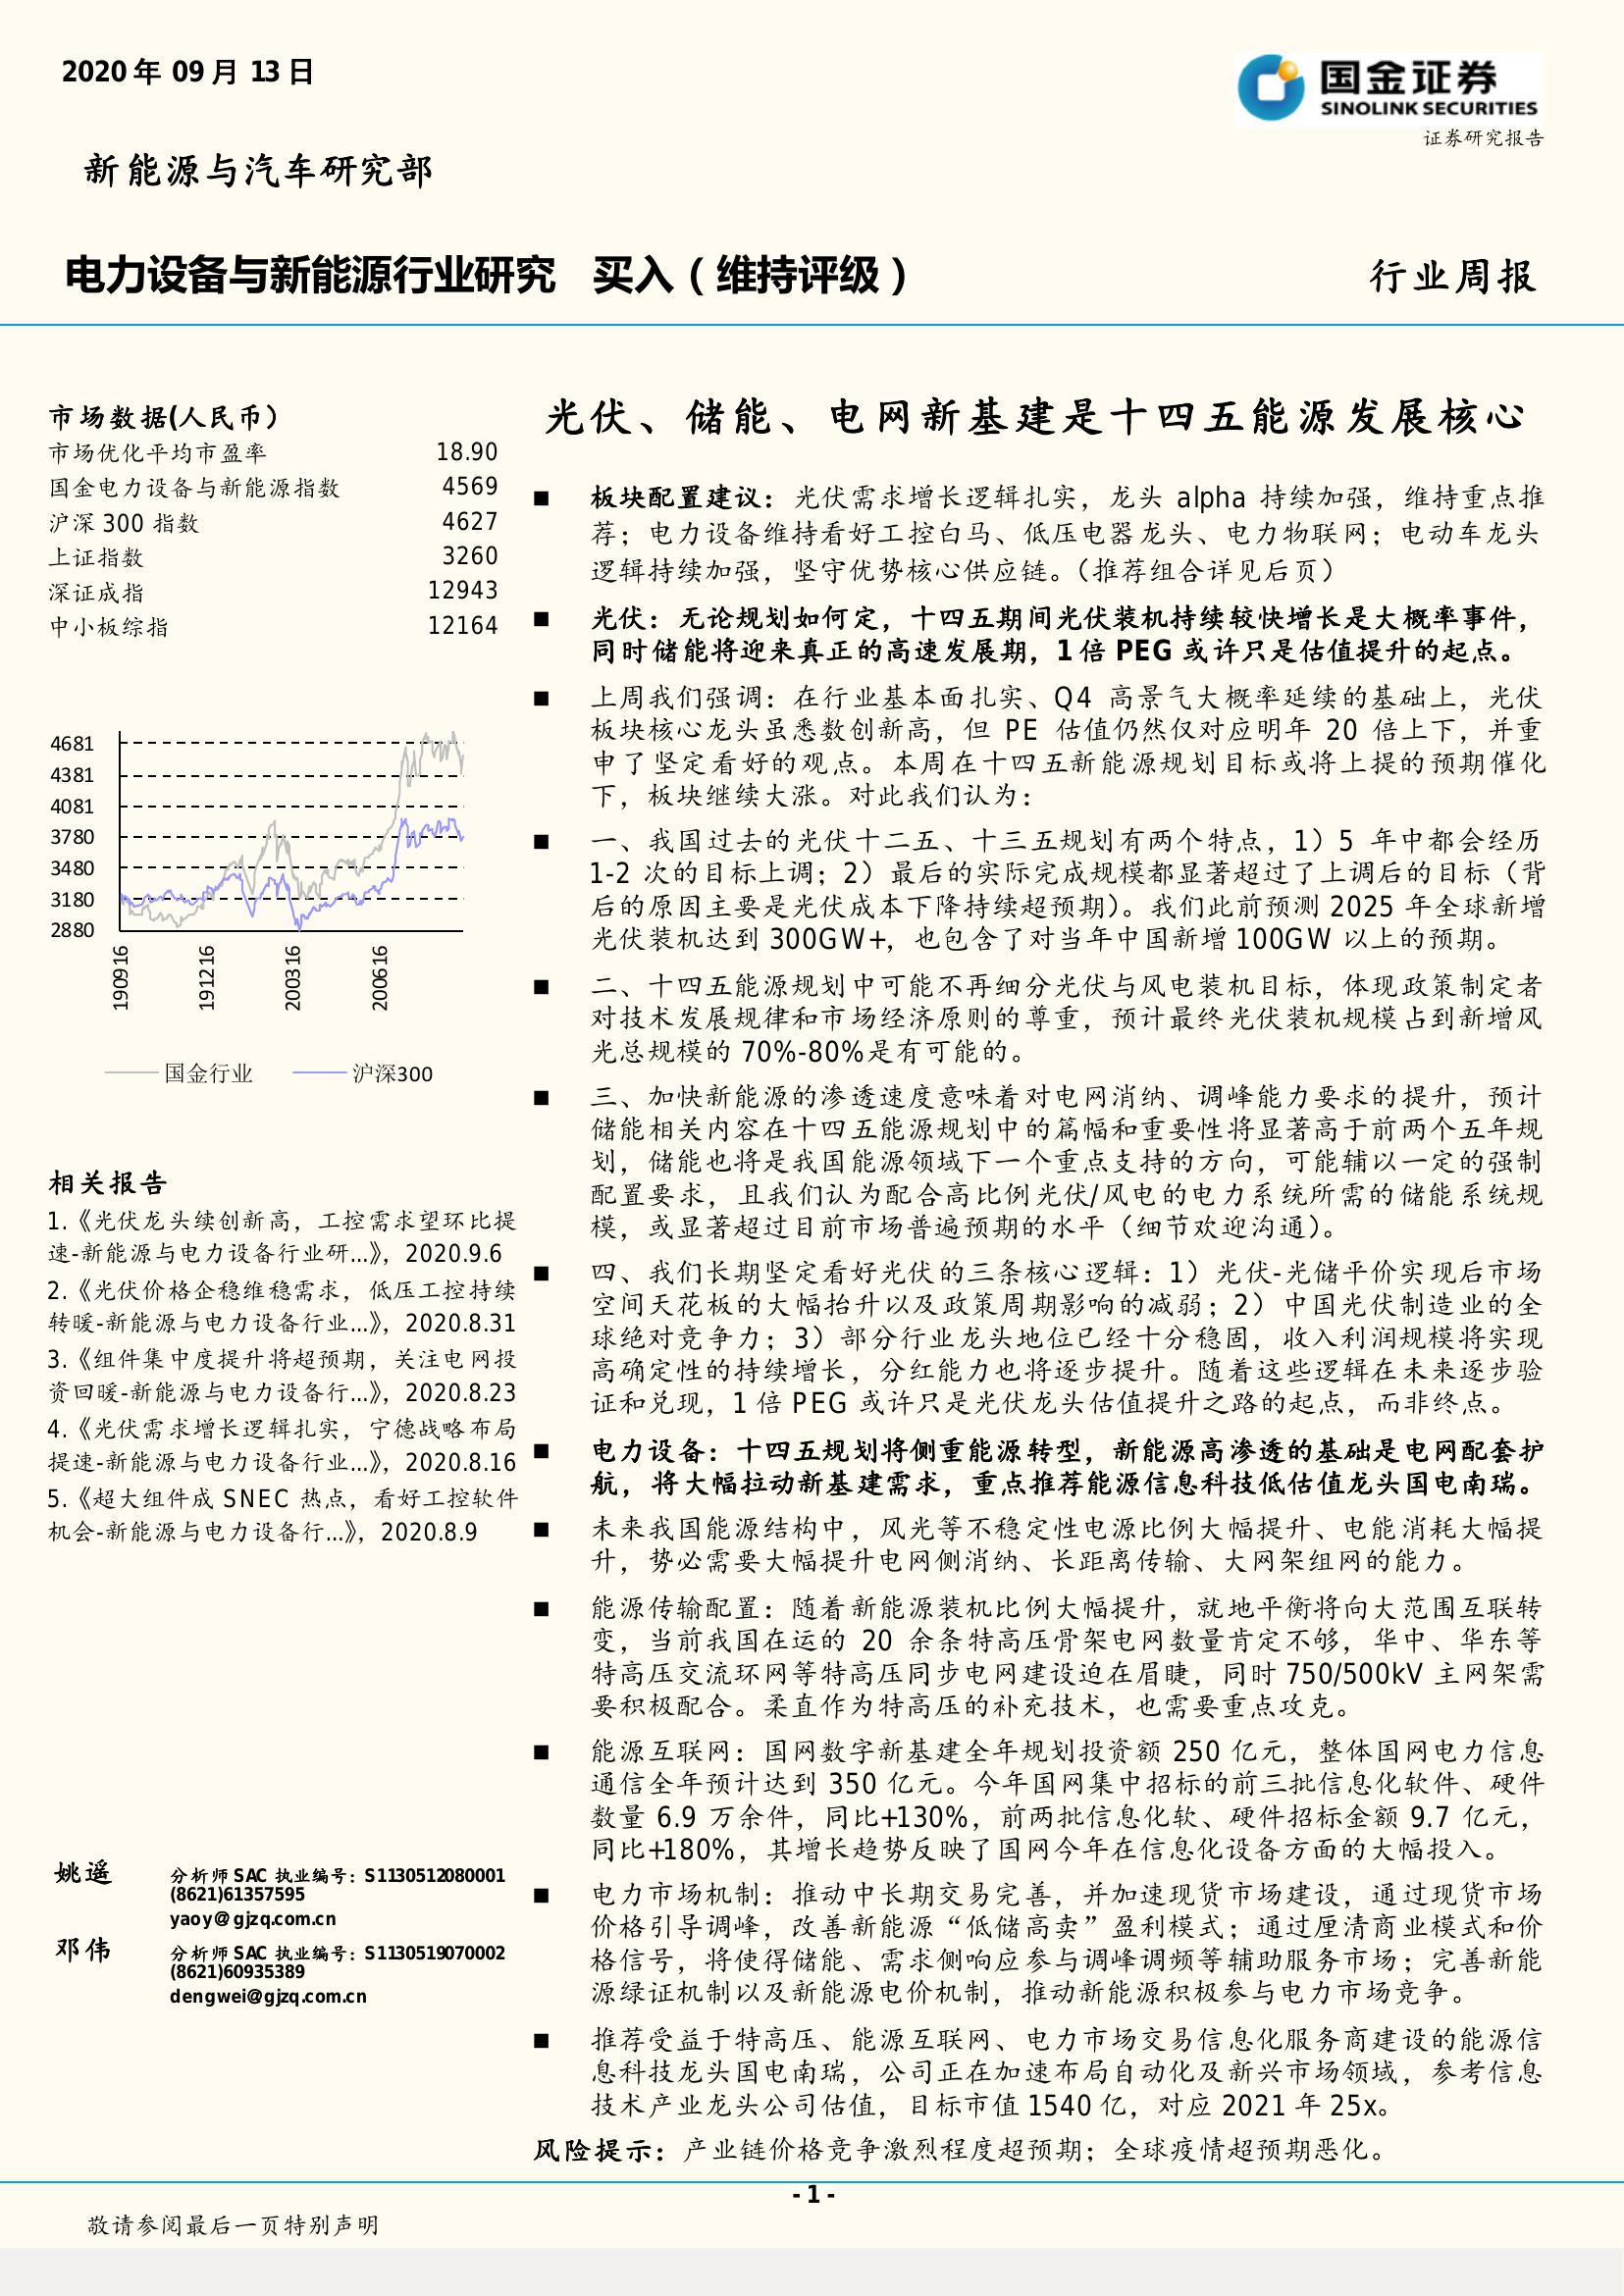 2020 年 09 月 13 日
国金证券
SINOLINK SECURITIES
证券研究报告
新能源与汽车研究部
电力设备与新能源行业研究 买入（维持评级）
行业周报
市场数据(人民币）
市场优化平均市盈率 18.90
国金电力设备与新能源指数 4569
沪深 300 指数 4627
上证指数 3260
深证成指 12943
中小板综指 12164
4681
4381
4081
3780
3480
3180
2880
190916
191216
200316
200616
国金行业 沪深300
相关报告
1.《光伏龙头续创新高，工控需求望环比提
速-新能源与电力设备行业研...》，2020.9.6
2.《光伏价格企稳维稳需求，低压工控持续
转暖-新能源与电力设备行业...》，2020.8.31
3.《组件集中度提升将超预期，关注电网投
资回暖-新能源与电力设备行...》，2020.8.23
4.《光伏需求增长逻辑扎实，宁德战略布局
提速-新能源与电力设备行业...》，2020.8.16
5.《超大组件成 SNEC 热点，看好工控软件
机会-新能源与电力设备行...》，2020.8.9
姚遥 分析师 SAC 执业编号：S1130512080001
(8621)61357595
yaoy@gjzq.com.cn
邓伟 分析师 SAC 执业编号：S1130519070002
(8621)60935389
dengwei@gjzq.com.cn
光伏、储能、电网新基建是十四五能源发展核心
■ 板块配置建议：光伏需求增长逻辑扎实，龙头 alpha 持续加强，维持重点推
荐；电力设备维持看好工控白马、低压电器龙头、电力物联网；电动车龙头
逻辑持续加强，坚守优势核心供应链。（推荐组合详见后页）
■ 光伏：无论规划如何定，十四五期间光伏装机持续较快增长是大概率事件，
同时储能将迎来真正的高速发展期，1 倍 PEG 或许只是估值提升的起点。
■ 上周我们强调：在行业基本面扎实、Q4 高景气大概率延续的基础上，光伏
板块核心龙头虽悉数创新高，但 PE 估值仍然仅对应明年 20 倍上下，并重
申了坚定看好的观点。本周在十四五新能源规划目标或将上提的预期催化
下，板块继续大涨。对此我们认为：
■ 一、我国过去的光伏十二五、十三五规划有两个特点，1）5 年中都会经历
1-2 次的目标上调；2）最后的实际完成规模都显著超过了上调后的目标（背
后的原因主要是光伏成本下降持续超预期）。我们此前预测 2025 年全球新增
光伏装机达到 300GW+，也包含了对当年中国新增 100GW 以上的预期。
■ 二、十四五能源规划中可能不再细分光伏与风电装机目标，体现政策制定者
对技术发展规律和市场经济原则的尊重，预计最终光伏装机规模占到新增风
光总规模的 70%-80%是有可能的。
■ 三、加快新能源的渗透速度意味着对电网消纳、调峰能力要求的提升，预计
储能相关内容在十四五能源规划中的篇幅和重要性将显著高于前两个五年规
划，储能也将是我国能源领域下一个重点支持的方向，可能辅以一定的强制
配置要求，且我们认为配合高比例光伏/风电的电力系统所需的储能系统规
模，或显著超过目前市场普遍预期的水平（细节欢迎沟通）。
■ 四、我们长期坚定看好光伏的三条核心逻辑：1）光伏-光储平价实现后市场
空间天花板的大幅抬升以及政策周期影响的减弱；2）中国光伏制造业的全
球绝对竞争力；3）部分行业龙头地位已经十分稳固，收入利润规模将实现
高确定性的持续增长，分红能力也将逐步提升。随着这些逻辑在未来逐步验
证和兑现，1 倍 PEG 或许只是光伏龙头估值提升之路的起点，而非终点。
■ 电力设备：十四五规划将侧重能源转型，新能源高渗透的基础是电网配套护
航，将大幅拉动新基建需求，重点推荐能源信息科技低估值龙头国电南瑞。
■ 未来我国能源结构中，风光等不稳定性电源比例大幅提升、电能消耗大幅提
升，势必需要大幅提升电网侧消纳、长距离传输、大网架组网的能力。
■ 能源传输配置：随着新能源装机比例大幅提升，就地平衡将向大范围互联转
变，当前我国在运的 20 余条特高压骨架电网数量肯定不够，华中、华东等
特高压交流环网等特高压同步电网建设迫在眉睫，同时 750/500kV 主网架需
要积极配合。柔直作为特高压的补充技术，也需要重点攻克。
■ 能源互联网：国网数字新基建全年规划投资额 250 亿元，整体国网电力信息
通信全年预计达到 350 亿元。今年国网集中招标的前三批信息化软件、硬件
数量 6.9 万余件，同比+130%，前两批信息化软、硬件招标金额 9.7 亿元，
同比+180%，其增长趋势反映了国网今年在信息化设备方面的大幅投入。
■ 电力市场机制：推动中长期交易完善，并加速现货市场建设，通过现货市场
价格引导调峰，改善新能源“低储高卖”盈利模式；通过厘清商业模式和价
格信号，将使得储能、需求侧响应参与调峰调频等辅助服务市场；完善新能
源绿证机制以及新能源电价机制，推动新能源积极参与电力市场竞争。
■ 推荐受益于特高压、能源互联网、电力市场交易信息化服务商建设的能源信
息科技龙头国电南瑞，公司正在加速布局自动化及新兴市场领域，参考信息
技术产业龙头公司估值，目标市值 1540 亿，对应 2021 年 25x。
风险提示：产业链价格竞争激烈程度超预期；全球疫情超预期恶化。
- 1 -
敬请参阅最后一页特别声明